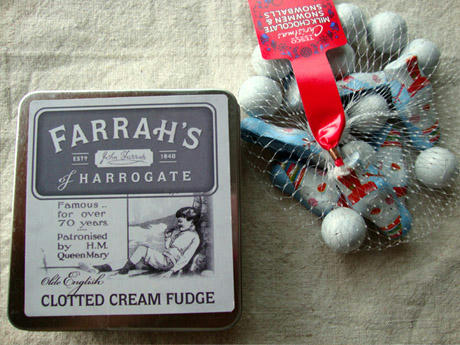 FARRAH'S
ESTD John Farrah 1840
of HARROGATE
Famous..
for over
70 years.
Patronised
by H.M.
Queen Mary
Olde English
CLOTTED CREAM FUDGE
TESCO
Christmas
MILK CHOCOLATE
SNOWMEN &
SNOWBALLS